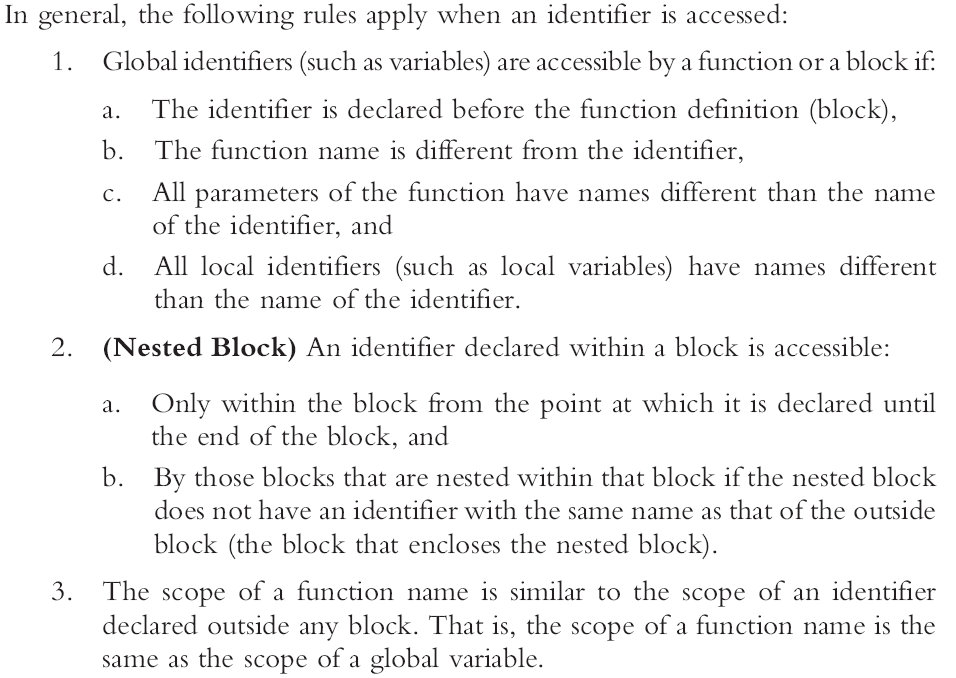 In general, the following rules apply when an identifier is accessed:
1. Global identifiers (such as variables) are accessible by a function or a block if:
a. The identifier is declared before the function definition (block),
b. The function name is different from the identifier,
c. All parameters of the function have names different than the name
of the identifier, and
d. All local identifiers (such as local variables) have names different
than the name of the identifier.
2. (Nested Block) An identifier declared within a block is accessible:
a. Only within the block from the point at which it is declared until
the end of the block, and
b. By those blocks that are nested within that block if the nested block
does not have an identifier with the same name as that of the outside
block (the block that encloses the nested block).
3. The scope of a function name is similar to the scope of an identifier
declared outside any block. That is, the scope of a function name is the
same as the scope of a global variable.